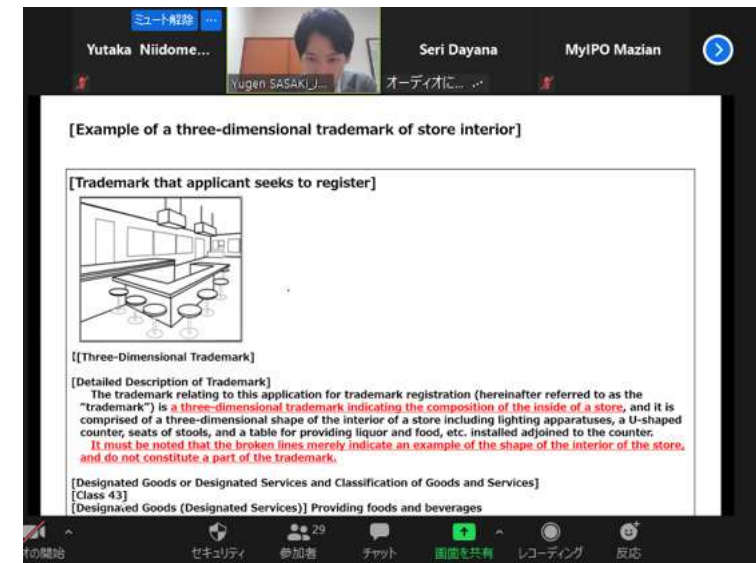 ミュート解除 …
Yutaka Niidome...
Yugen SASAKI_J...
Seri Dayana
オーディオに... ...
MyIPO Mazian
[Example of a three-dimensional trademark of store interior]
[Trademark that applicant seeks to register]
[[Three-Dimensional Trademark]
[Detailed Description of Trademark]
The trademark relating to this application for trademark registration (hereinafter referred to as the
"trademark") is a three-dimensional trademark indicating the composition of the inside of a store, and it is
comprised of a three-dimensional shape of the interior of a store including lighting apparatuses, a U-shaped
counter, seats of stools, and a table for providing liquor and food, etc. installed adjoined to the counter.
It must be noted that the broken lines merely indicate an example of the shape of the interior of the store,
and do not constitute a part of the trademark.
[Designated Goods or Designated Services and Classification of Goods and Services]
[Class 43]
[Designated Goods (Designated Services)] Providing foods and beverages
オの開始
セキュリティ
29
参加者
チャット
画面を共有
レコーディング
反応